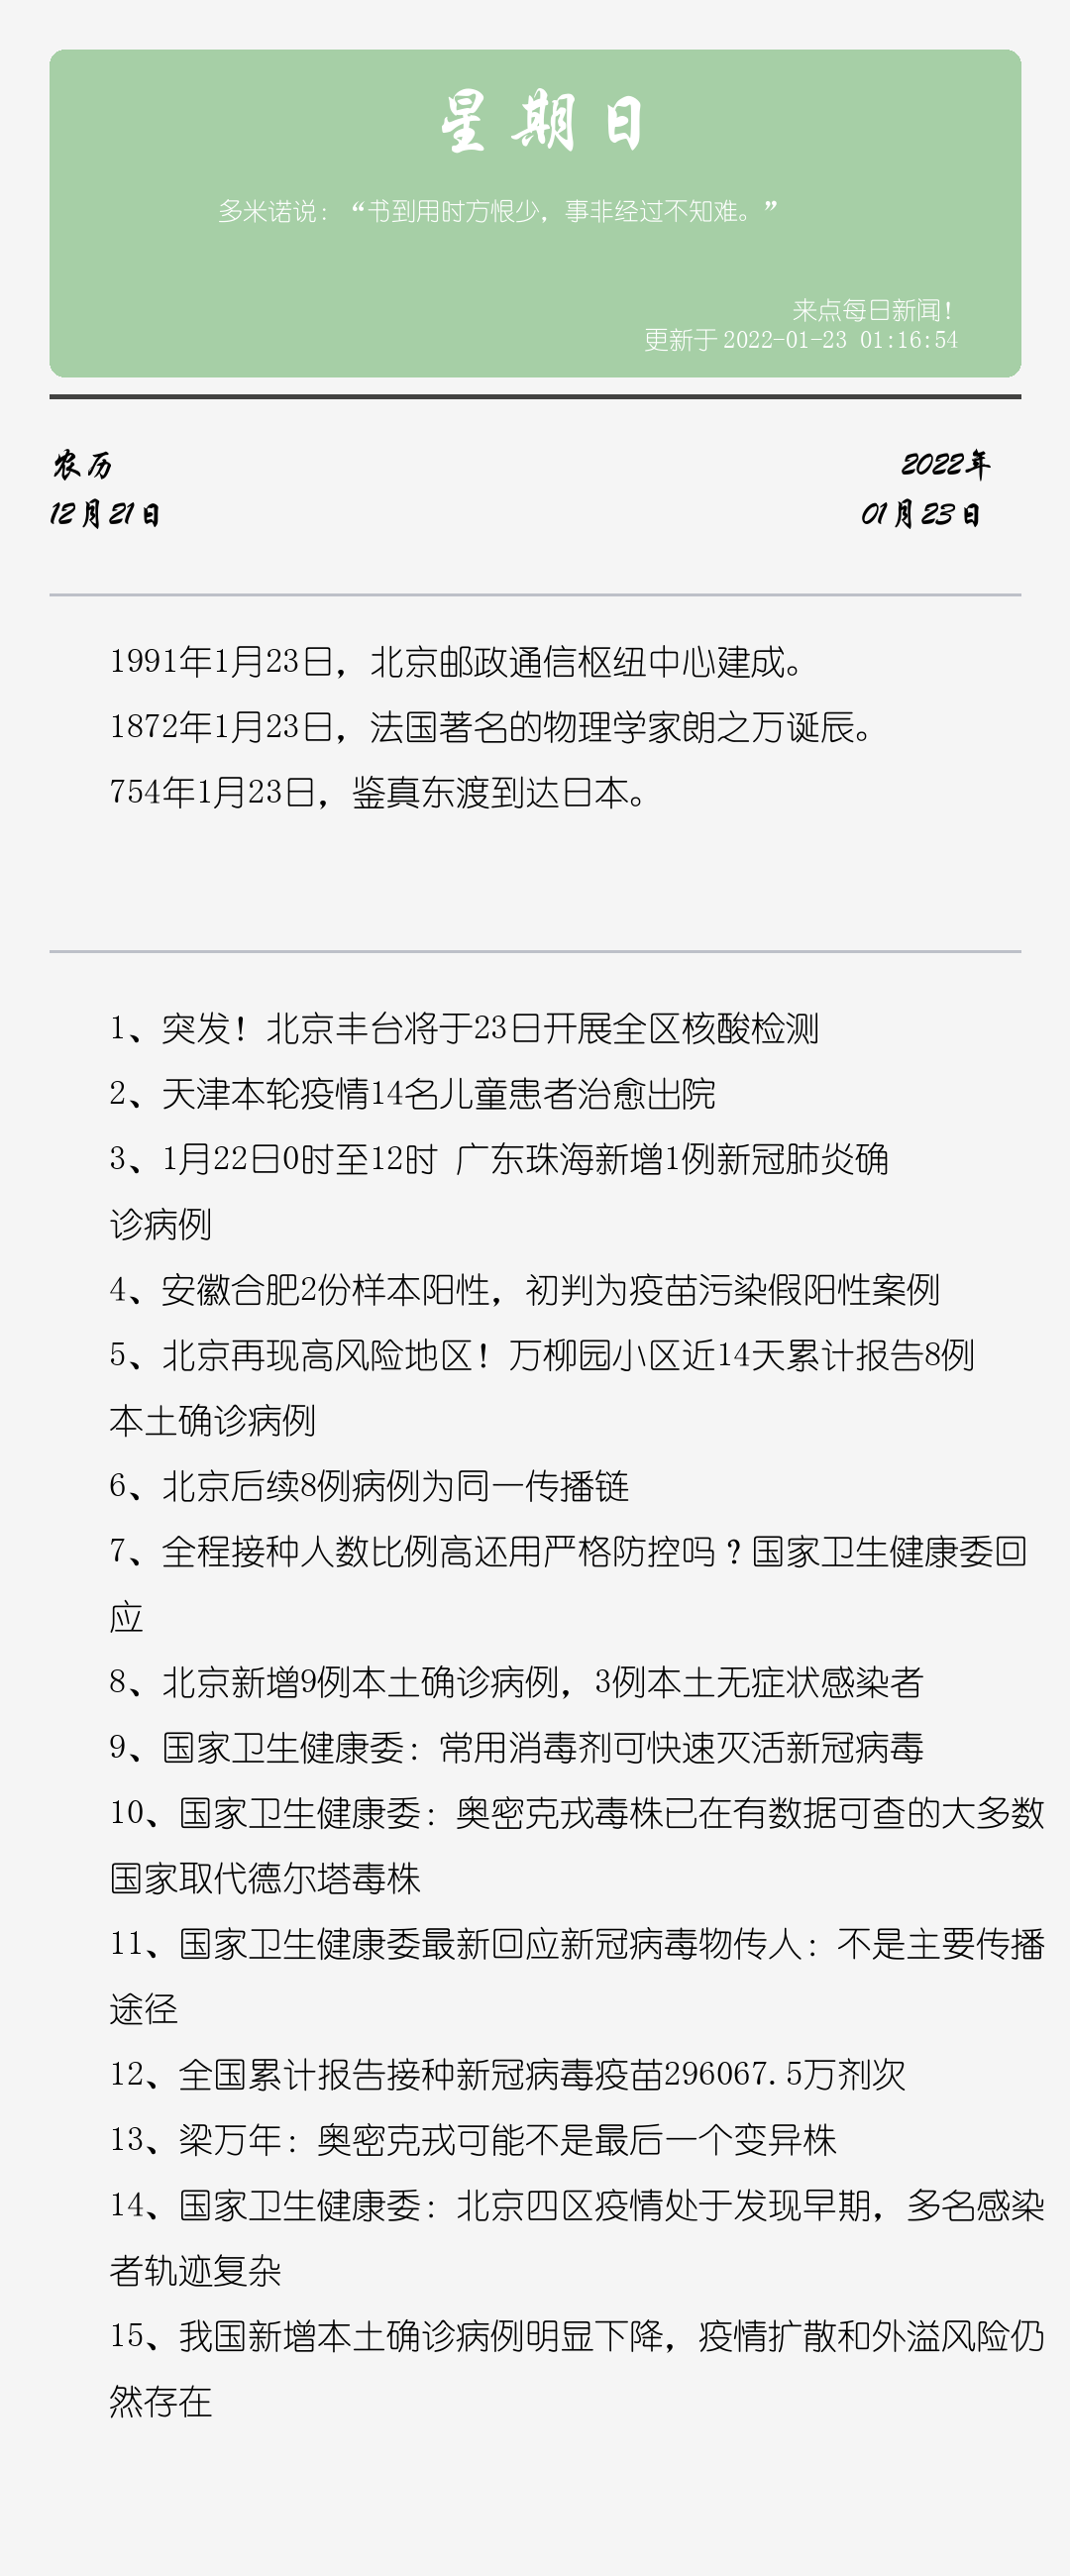 星期日
多米诺说：“书到用时方恨少，事非经过不知难。”
来点每日新闻！
更新于 2022-01-23 01:16:54
农历
12月21日
2022年
01月23日
1991年1月23日，北京邮政通信枢纽中心建成。
1872年1月23日，法国著名的物理学家朗之万诞辰。
754年1月23日，鉴真东渡到达日本。
1、突发！北京丰台将于23日开展全区核酸检测
2、天津本轮疫情14名儿童患者治愈出院
3、1月22日0时至12时 广东珠海新增1例新冠肺炎确
诊病例
4、安徽合肥2份样本阳性，初判为疫苗污染假阳性案例
5、北京再现高风险地区！万柳园小区近14天累计报告8例
本土确诊病例
6、北京后续8例病例为同一传播链
7、全程接种人数比例高还用严格防控吗？国家卫生健康委回
应
8、北京新增9例本土确诊病例，3例本土无症状感染者
9、国家卫生健康委：常用消毒剂可快速灭活新冠病毒
10、国家卫生健康委：奥密克戎毒株已在有数据可查的大多数
国家取代德尔塔毒株
11、国家卫生健康委最新回应新冠病毒物传人：不是主要传播
途径
12、全国累计报告接种新冠病毒疫苗296067.5万剂次
13、梁万年：奥密克戎可能不是最后一个变异株
14、国家卫生健康委：北京四区疫情处于发现早期，多名感染
者轨迹复杂
15、我国新增本土确诊病例明显下降，疫情扩散和外溢风险仍
然存在